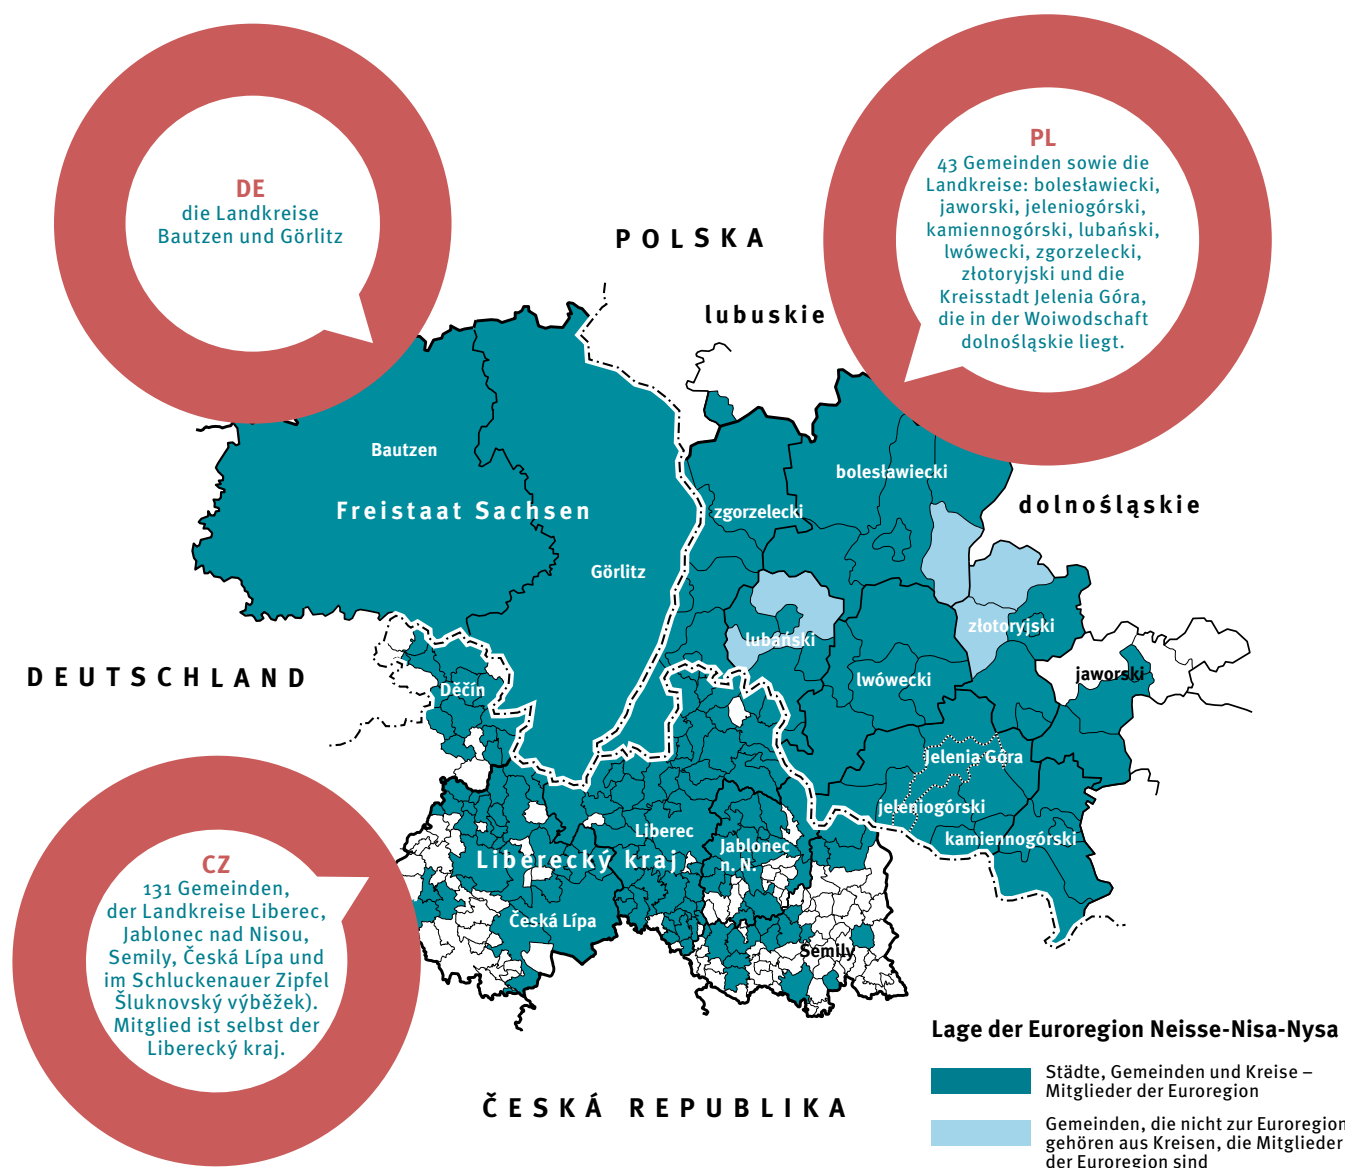 DE
die Landkreise
Bautzen und Görlitz
PL
43 Gemeinden sowie die
Landkreise: bolesławiecki,
jaworski, jeleniogórski,
kamiennogórski, lubański,
lwówecki, zgorzelecki,
złotoryjski und die
Kreisstadt Jelenia Góra,
die in der Woiwodschaft
dolnośląskie liegt.
POLSKA
lubuskie
Bautzen
bolesławiecki
Freistaat Sachsen
zgorzelecki
dolnośląskie
Görlitz
złotoryjski
lubański
DEUTSCHLAND
Děčín
lwówecki
jaworski
Jelenia Góra
jeleniogórski
Liberec
kamiennogórski
Jablonec
n. N.
Liberecký kraj
Česká Lípa
Semily
CZ
131 Gemeinden,
der Landkreise Liberec,
Jablonec nad Nisou,
Semily, Česká Lípa und
im Schluckenauer Zipfel
Šluknovský výběžek).
Mitglied ist selbst der
Liberecký kraj.
ČESKÁ REPUBLIKA
Lage der Euroregion Neisse-Nisa-Nysa
Städte, Gemeinden und Kreise –
Mitglieder der Euroregion
Gemeinden, die nicht zur Euroregion
gehören aus Kreisen, die Mitglieder
der Euroregion sind